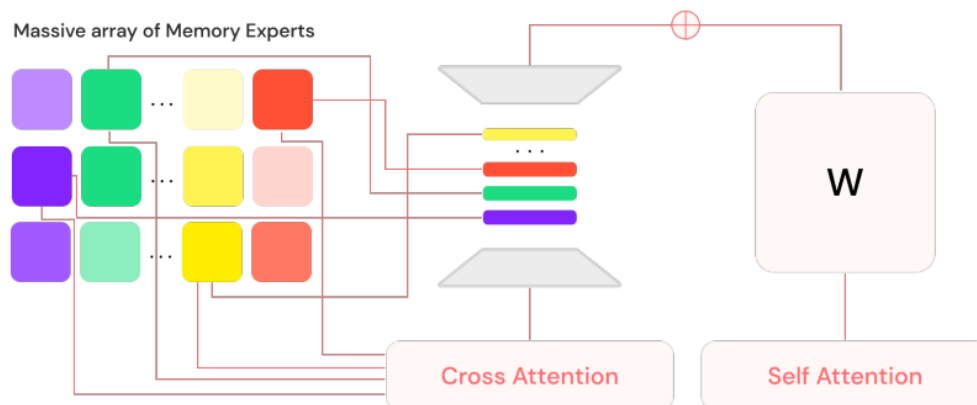 Massive array of Memory Experts
...
...
...
...
W
Cross Attention
Self Attention